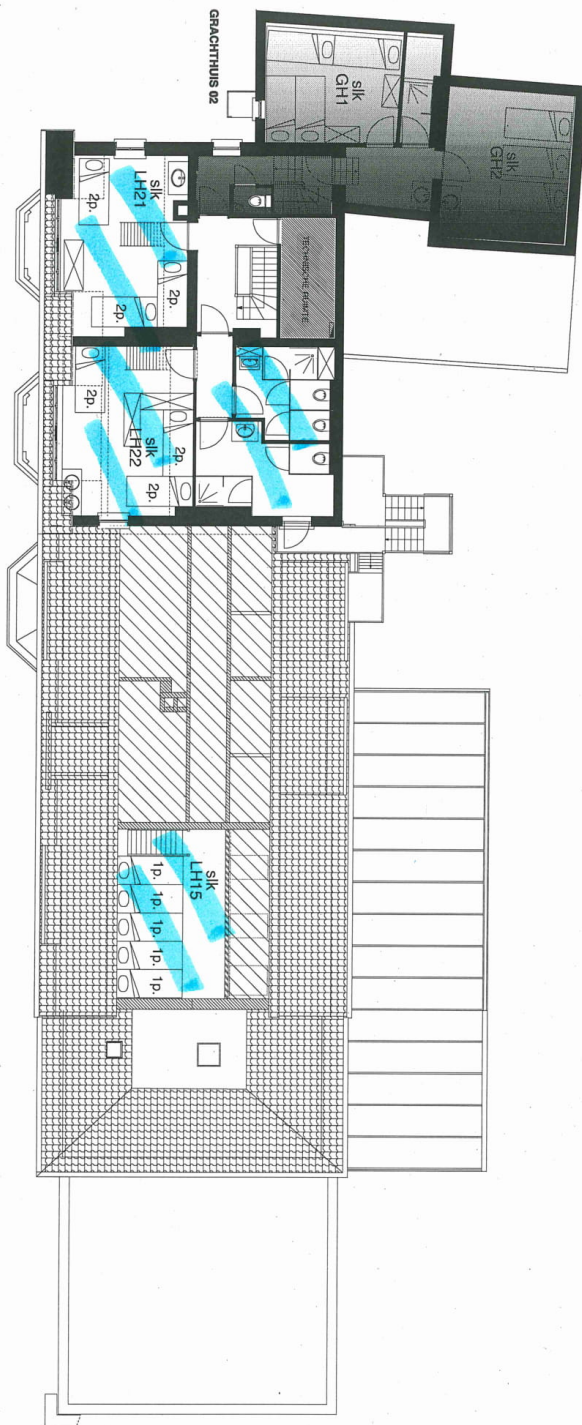 GRACHTHUIS 02
slk
GH1
slk
GH2
TECHNISCHE RUIMTE
slk
LH21
2p.
2p.
2p.
slk
LH22
2p.
2p.
2p.
slk
LH15
1p.
1p.
1p.
1p.
1p.